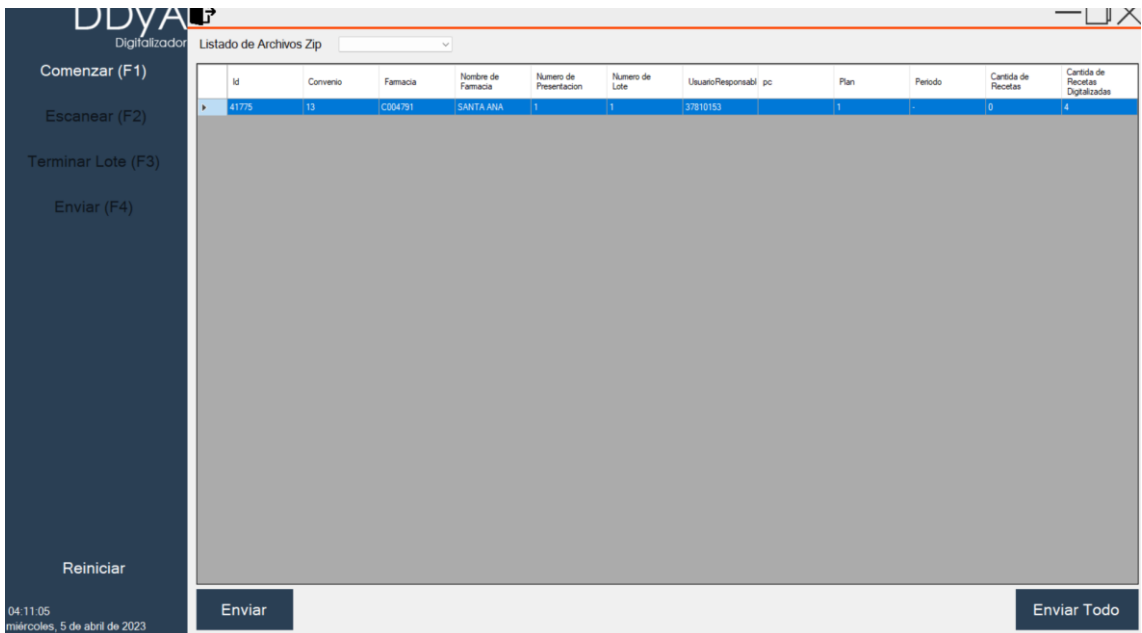 DDyA
Digitalizador
Comenzar (F1)
Escanear (F2)
Terminar Lote (F3)
Enviar (F4)
Reiniciar
04:11:05
miércoles, 5 de abril de 2023
Listado de Archivos Zip
Id Convenio Farmacia Nombre de Farmacia Numero de Presentacion Numero de Lote UsuarioResponsabl pc Plan Periodo Cantida de Recetas Cantida de Recetas Digitalizadas
41775 13 C004791 SANTA ANA 1 1 37810153 1 - 0 4
Enviar
Enviar Todo